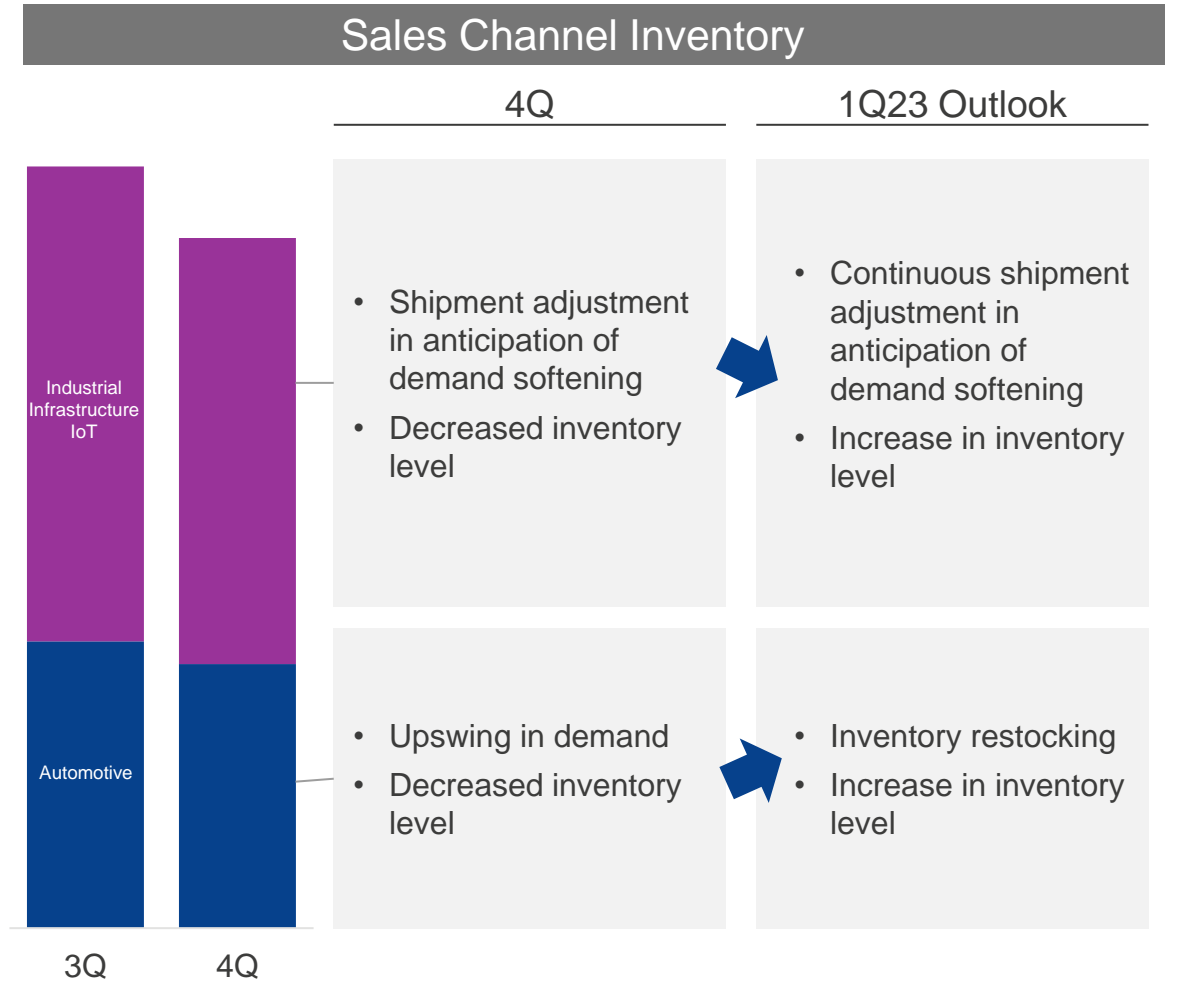 Sales Channel Inventory
4Q
1Q23 Outlook
Industrial
Infrastructure
IoT
• Shipment adjustment
in anticipation of
demand softening
• Decreased inventory
level
• Continuous shipment
adjustment in
anticipation of
demand softening
• Increase in inventory
level
Automotive
• Upswing in demand
• Decreased inventory
level
• Inventory restocking
• Increase in inventory
level
3Q
4Q